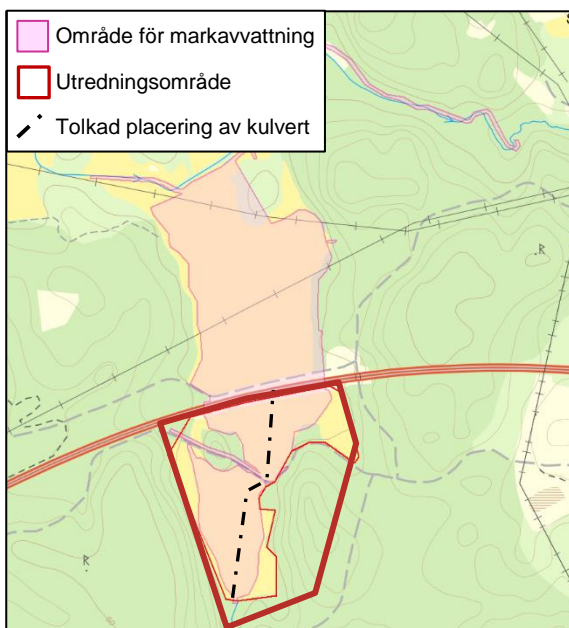 Område för markavvattning
Utredningsområde
Tolkad placering av kulvert
R
R